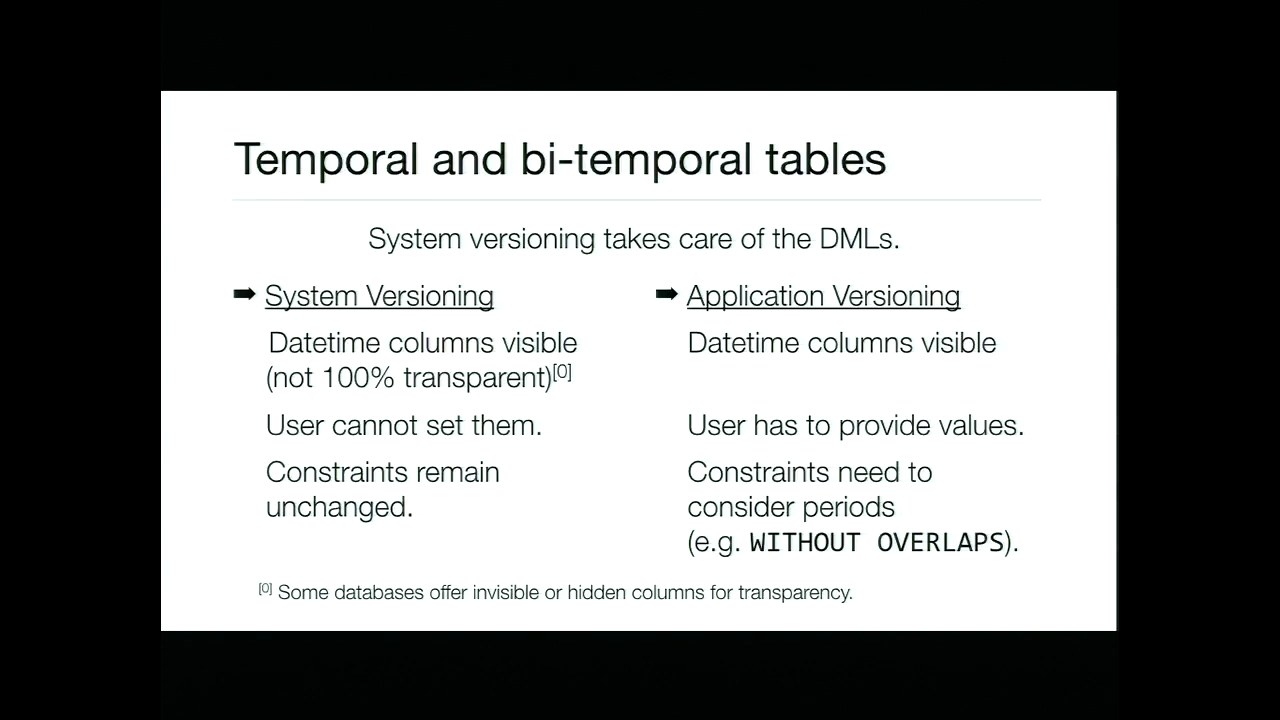 Temporal and bi-temporal tables
System versioning takes care of the DMLs.
➡ System Versioning
Datetime columns visible
(not 100% transparent)[0]
User cannot set them.
Constraints remain
unchanged.
➡ Application Versioning
Datetime columns visible
User has to provide values.
Constraints need to
consider periods
(e.g. WITHOUT OVERLAPS).
[0] Some databases offer invisible or hidden columns for transparency.